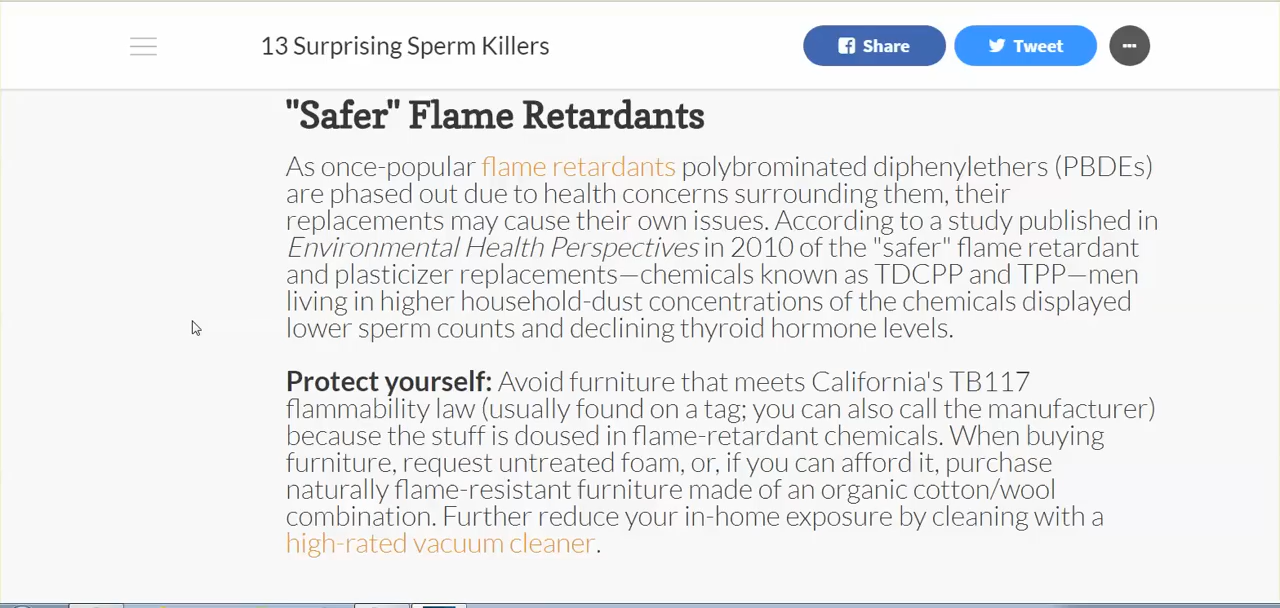 13 Surprising Sperm Killers
Share
Tweet
"Safer" Flame Retardants
As once-popular flame retardants polybrominated diphenylethers (PBDEs)
are phased out due to health concerns surrounding them, their
replacements may cause their own issues. According to a study published in
Environmental Health Perspectives in 2010 of the "safer" flame retardant
and plasticizer replacements—chemicals known as TDCPP and TPP—men
living in higher household-dust concentrations of the chemicals displayed
lower sperm counts and declining thyroid hormone levels.
Protect yourself: Avoid furniture that meets California's TB117
flammability law (usually found on a tag; you can also call the manufacturer)
because the stuff is doused in flame-retardant chemicals. When buying
furniture, request untreated foam, or, if you can afford it, purchase
naturally flame-resistant furniture made of an organic cotton/wool
combination. Further reduce your in-home exposure by cleaning with a
high-rated vacuum cleaner.